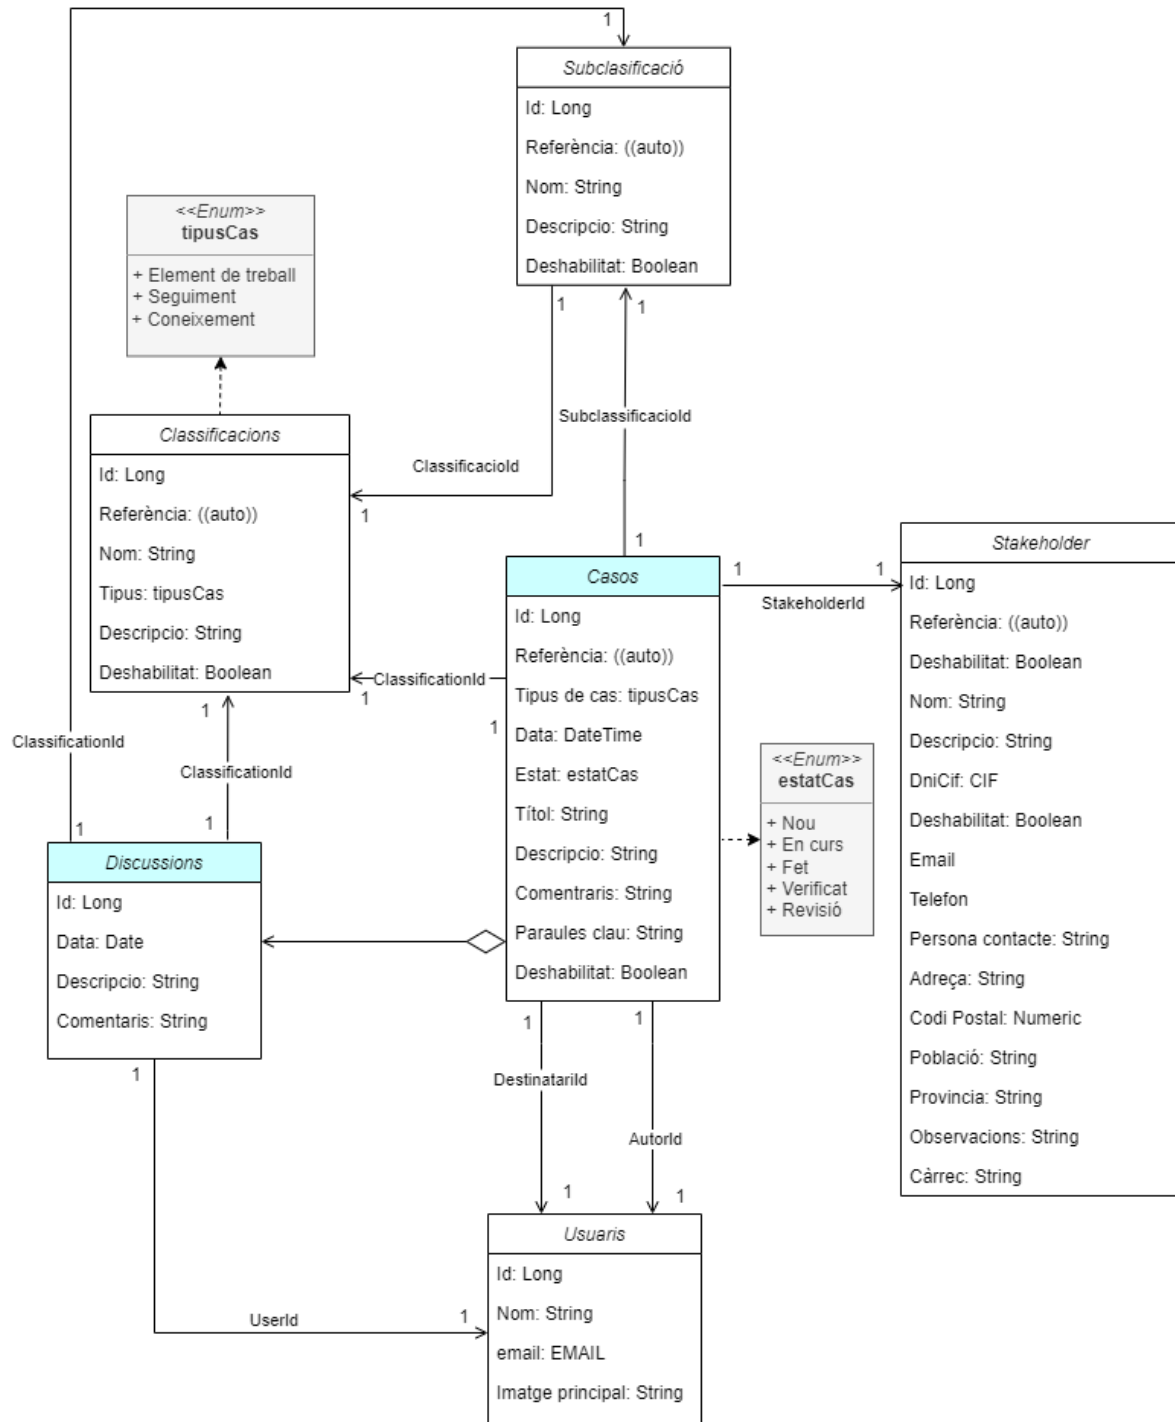 1
Subclasificació
Id: Long
Referència: ((auto))
Nom: String
Descripcio: String
Deshabilitat: Boolean
1
1
<<Enum>>
tipusCas
+ Element de treball
+ Seguiment
+ Coneixement
SubclassificacioId
Classificacions
Id: Long
Referència: ((auto))
Nom: String
Tipus: tipusCas
Descripcio: String
Deshabilitat: Boolean
ClassificacioId
1
1
Casos
Id: Long
Referència: ((auto))
Tipus de cas: tipusCas
Data: DateTime
Estat: estatCas
Títol: String
Descripcio: String
Comentraris: String
Paraules clau: String
Deshabilitat: Boolean
1
1
StakeholderId
Stakeholder
Id: Long
Referència: ((auto))
Deshabilitat: Boolean
Nom: String
Descripcio: String
DniCif: CIF
Deshabilitat: Boolean
Email
Telefon
Persona contacte: String
Adreça: String
Codi Postal: Numeric
Població: String
Provincia: String
Observacions: String
Càrrec: String
ClassificationId
1
1
1
ClassificationId
ClassificationId
1
1
<<Enum>>
estatCas
+ Nou
+ En curs
+ Fet
+ Verificat
+ Revisió
Discussions
Id: Long
Data: Date
Descripcio: String
Comentaris: String
1
1
1
DestinatariId
AutorId
1
1
Usuaris
Id: Long
Nom: String
email: EMAIL
Imatge principal: String
UserId
1